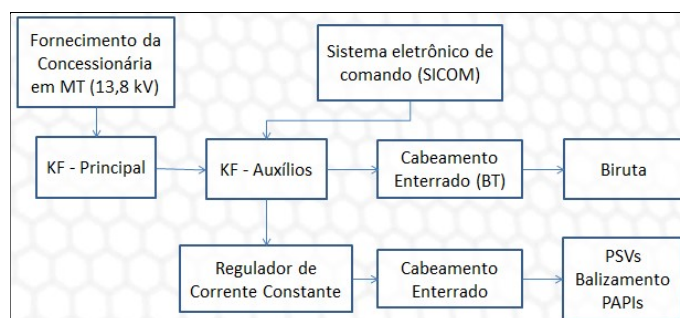 Fornecimento da
Concessionária
em MT (13,8 kV)
Sistema eletrônico de
comando (SICOM)
KF - Principal
KF - Auxílios
Cabeamento
Enterrado (BT)
Biruta
Regulador de
Corrente Constante
Cabeamento
Enterrado
PSVs
Balizamento
PAPIs